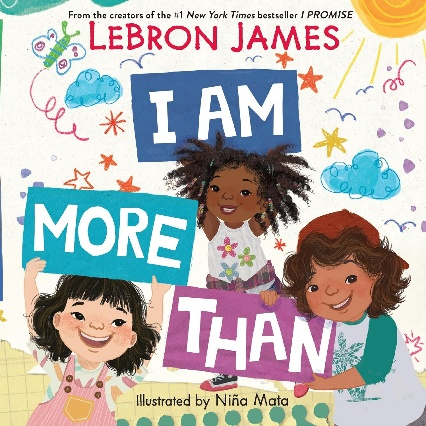 From the creators of the #1 New York Times bestseller I PROMISE
LEBRON JAMES
I AM
MORE
THAN
Illustrated by Niña Mata